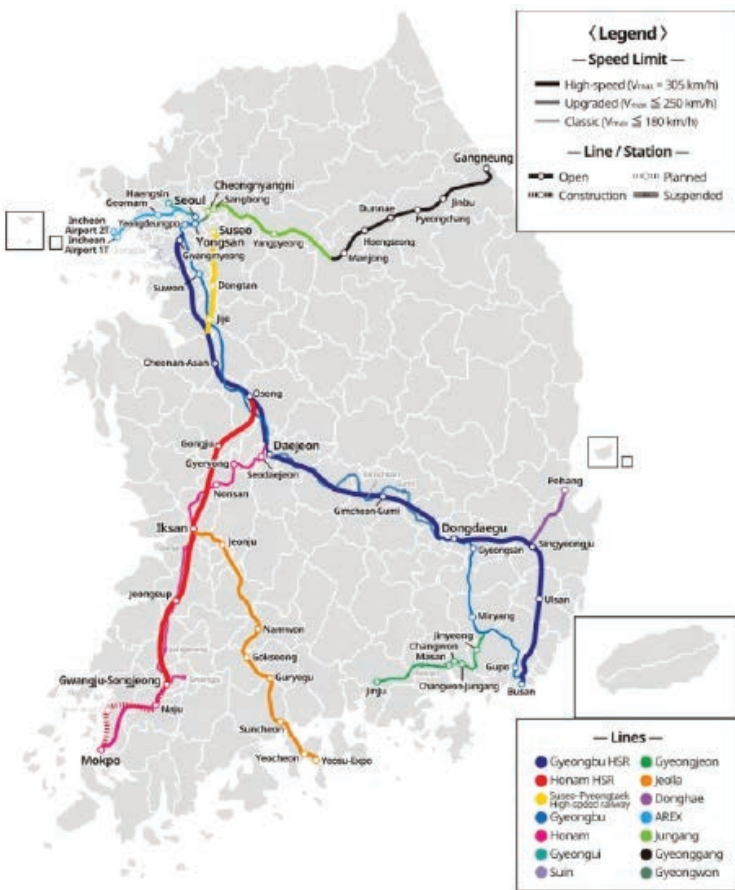 〈Legend〉
— Speed Limit —
High-speed (Vmax = 305 km/h)
Upgraded (Vmax ≦ 250 km/h)
Classic (Vmax ≦ 180 km/h)
— Line / Station —
Open
Planned
Construction
Suspended
Gangneung
Jinbu
Pyeongchang
Dunnae
Hoengseong
Manjong
Haengsin
Geomam
Seoul
Cheongnyangni
Sangbong
Incheon
Airport 2T
Incheon
Airport 1T
Yeongdeungpo
Yongsan
Suseo
Yangpyeong
Gwangmyeong
Suwon
Dongtan
Jije
Cheonan-Asan
Osong
Gongju
Daejeon
Gyeryong
Seodaejeon
Nonsan
Gimcheon-Gumi
Pohang
Iksan
Jeonju
Dongdaegu
Gyeongsan
Singyeongju
Jeongeup
Ulsan
Miryang
Namwon
Jinyeong
Changwon
Masan
Gokseong
Gupo
Gwangju-Songjeong
Guryegu
Jinju
Changwon-Jungang
Busan
Naju
Suncheon
Mokpo
Yeocheon
Yeosu-Expo
— Lines —
Gyeongbu HSR
Gyeongjeon
Honam HSR
Jeolla
Suseo–Pyeongtaek
High-speed railway
Donghae
Gyeongbu
AREX
Honam
Jungang
Gyeongui
Gyeonggang
Suin
Gyeongwon